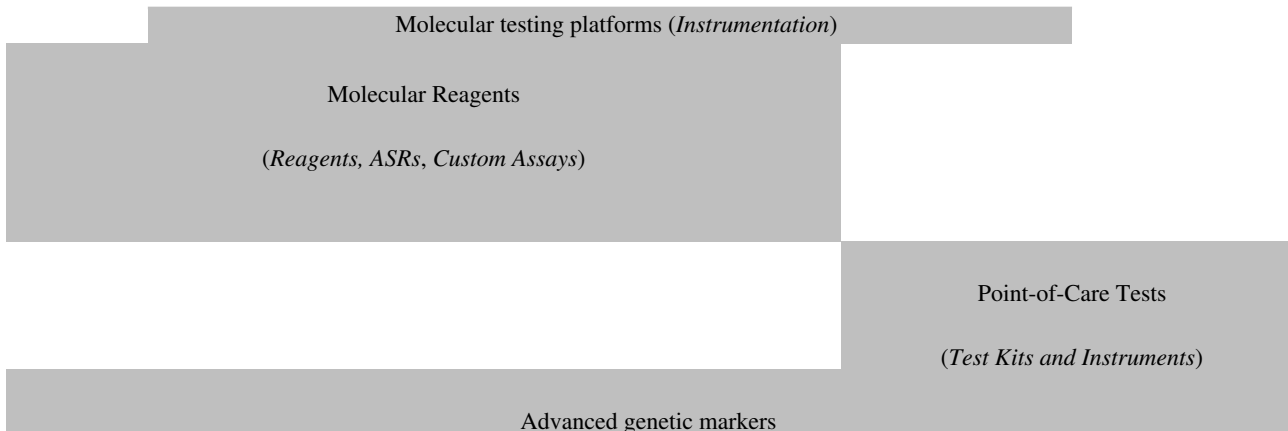 Molecular testing platforms (Instrumentation)
Molecular Reagents
(Reagents, ASRs, Custom Assays)
Point-of-Care Tests
(Test Kits and Instruments)
Advanced genetic markers